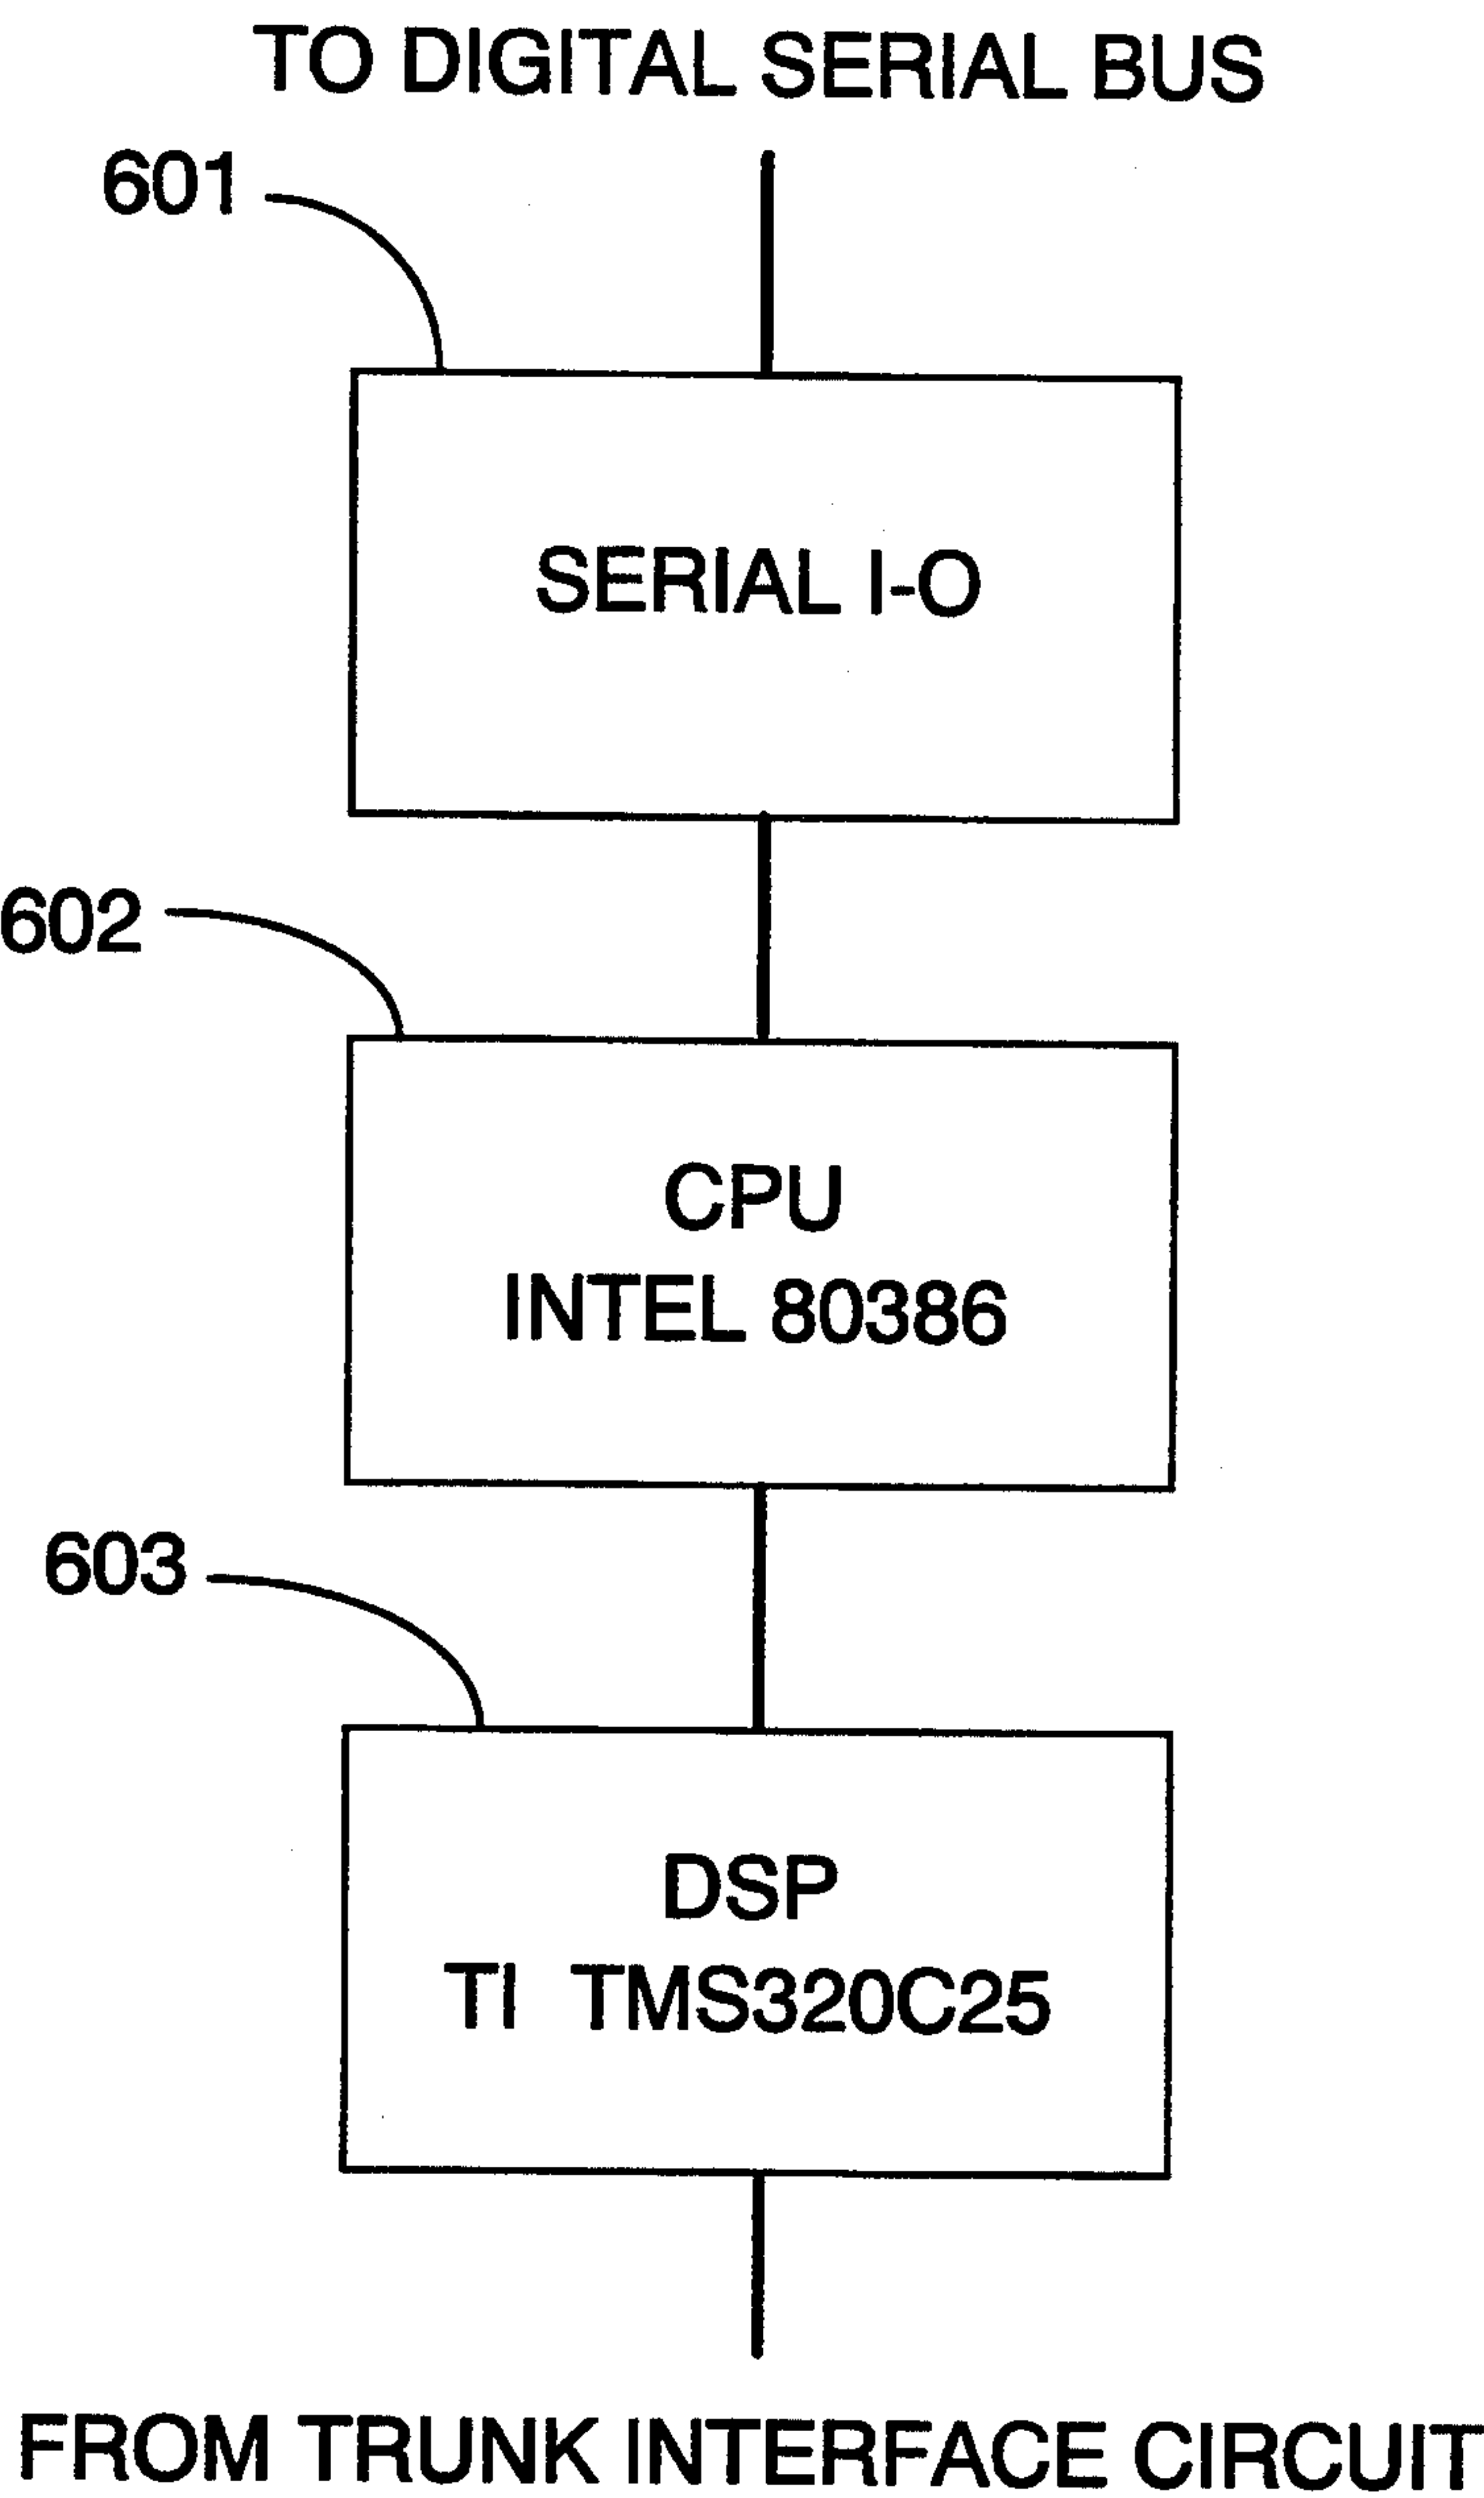 TO DIGITAL SERIAL BUS
601
SERIAL I-O
602
CPU
INTEL 80386
603
DSP
TI TMS320C25
FROM TRUNK INTERFACE CIRCUIT